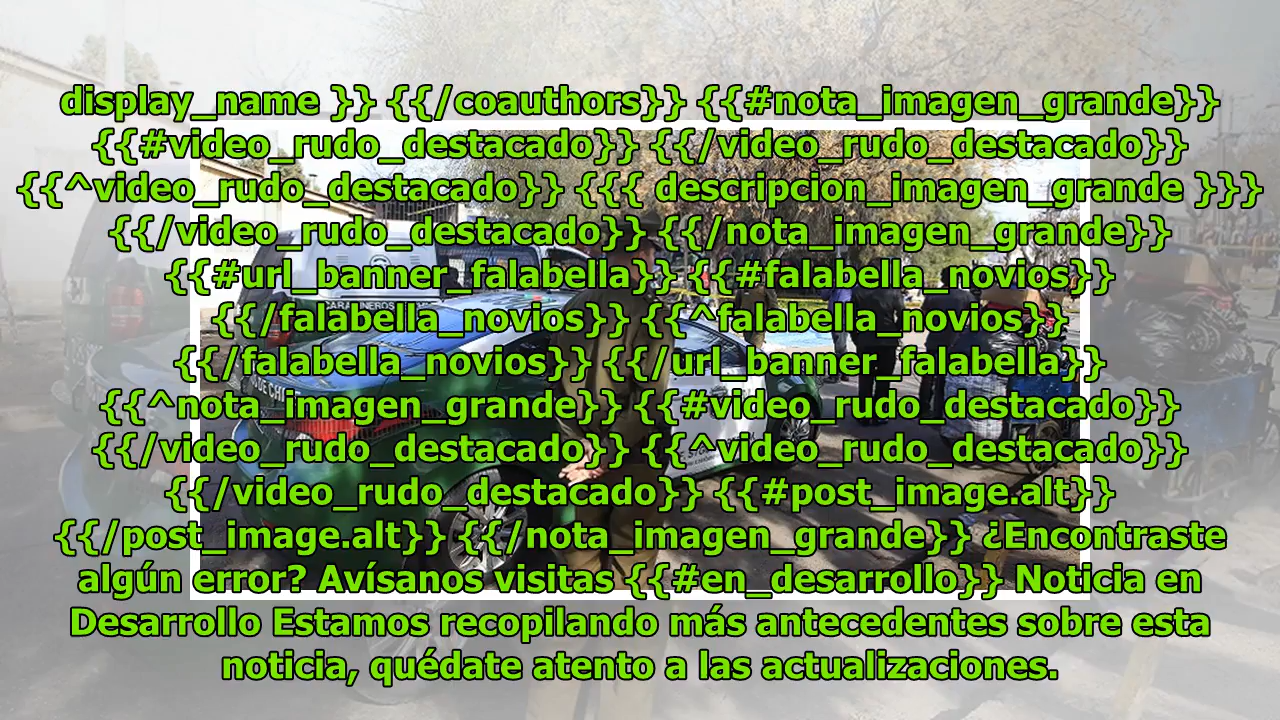 display_name }} {{/coauthors}} {{#nota_imagen_grande}}
{{#video_rudo_destacado}} {{/video_rudo_destacado}}
{{^video_rudo_destacado}} {{{ descripcion_imagen_grande }}}
{{/video_rudo_destacado}} {{/nota_imagen_grande}}
{{#url_banner_falabella}} {{#falabella_novios}}
{{/falabella_novios}} {{^falabella_novios}}
{{/falabella_novios}} {{/url_banner_falabella}}
{{^nota_imagen_grande}} {{#video_rudo_destacado}}
{{/video_rudo_destacado}} {{^video_rudo_destacado}}
{{/video_rudo_destacado}} {{#post_image.alt}}
{{/post_image.alt}} {{/nota_imagen_grande}} ¿Encontraste
algún error? Avísanos visitas {{#en_desarrollo}} Noticia en
Desarrollo Estamos recopilando más antecedentes sobre esta
noticia, quédate atento a las actualizaciones.